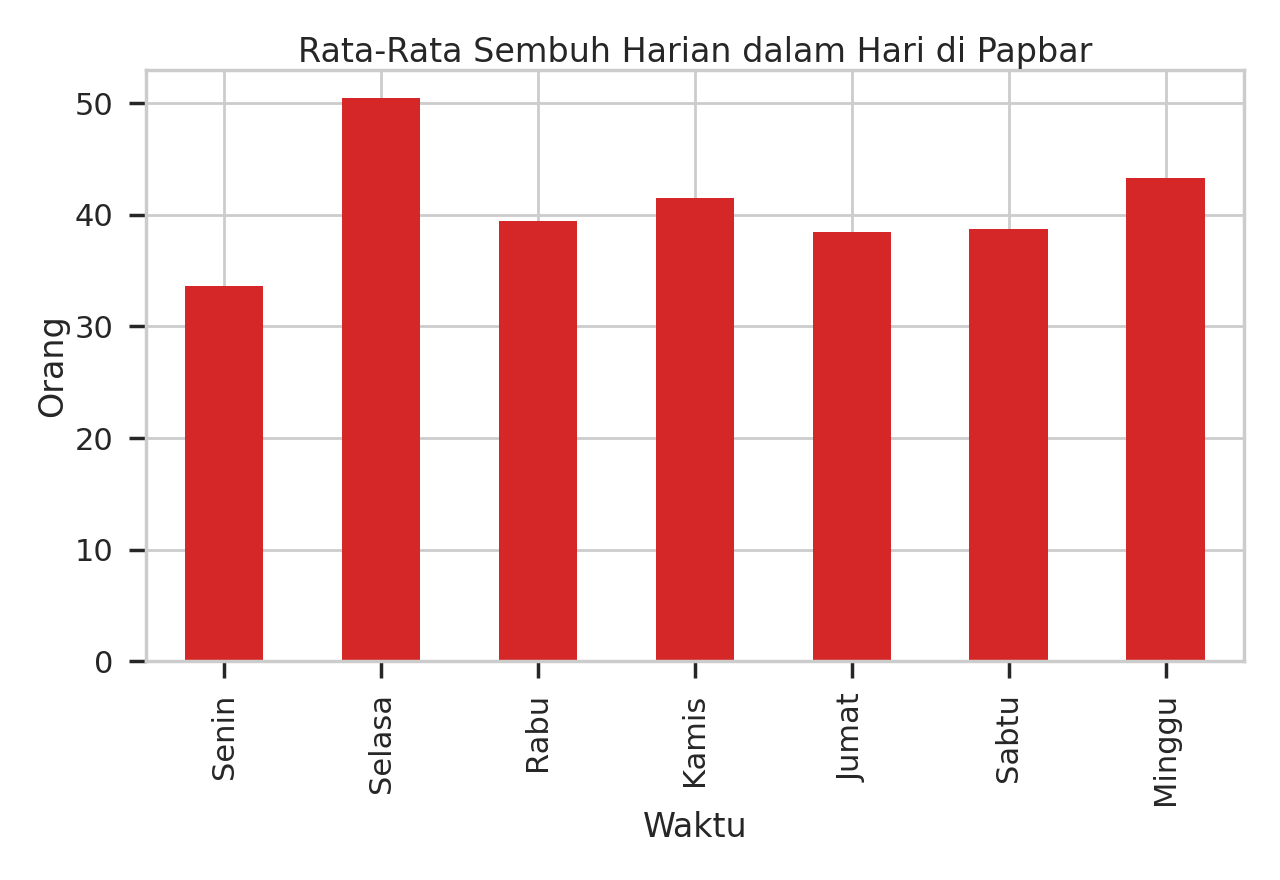 Rata-Rata Sembuh Harian dalam Hari di Papbar
Orang
50
40
30
20
10
0
Senin
Selasa
Rabu
Kamis
Jumat
Sabtu
Minggu
Waktu